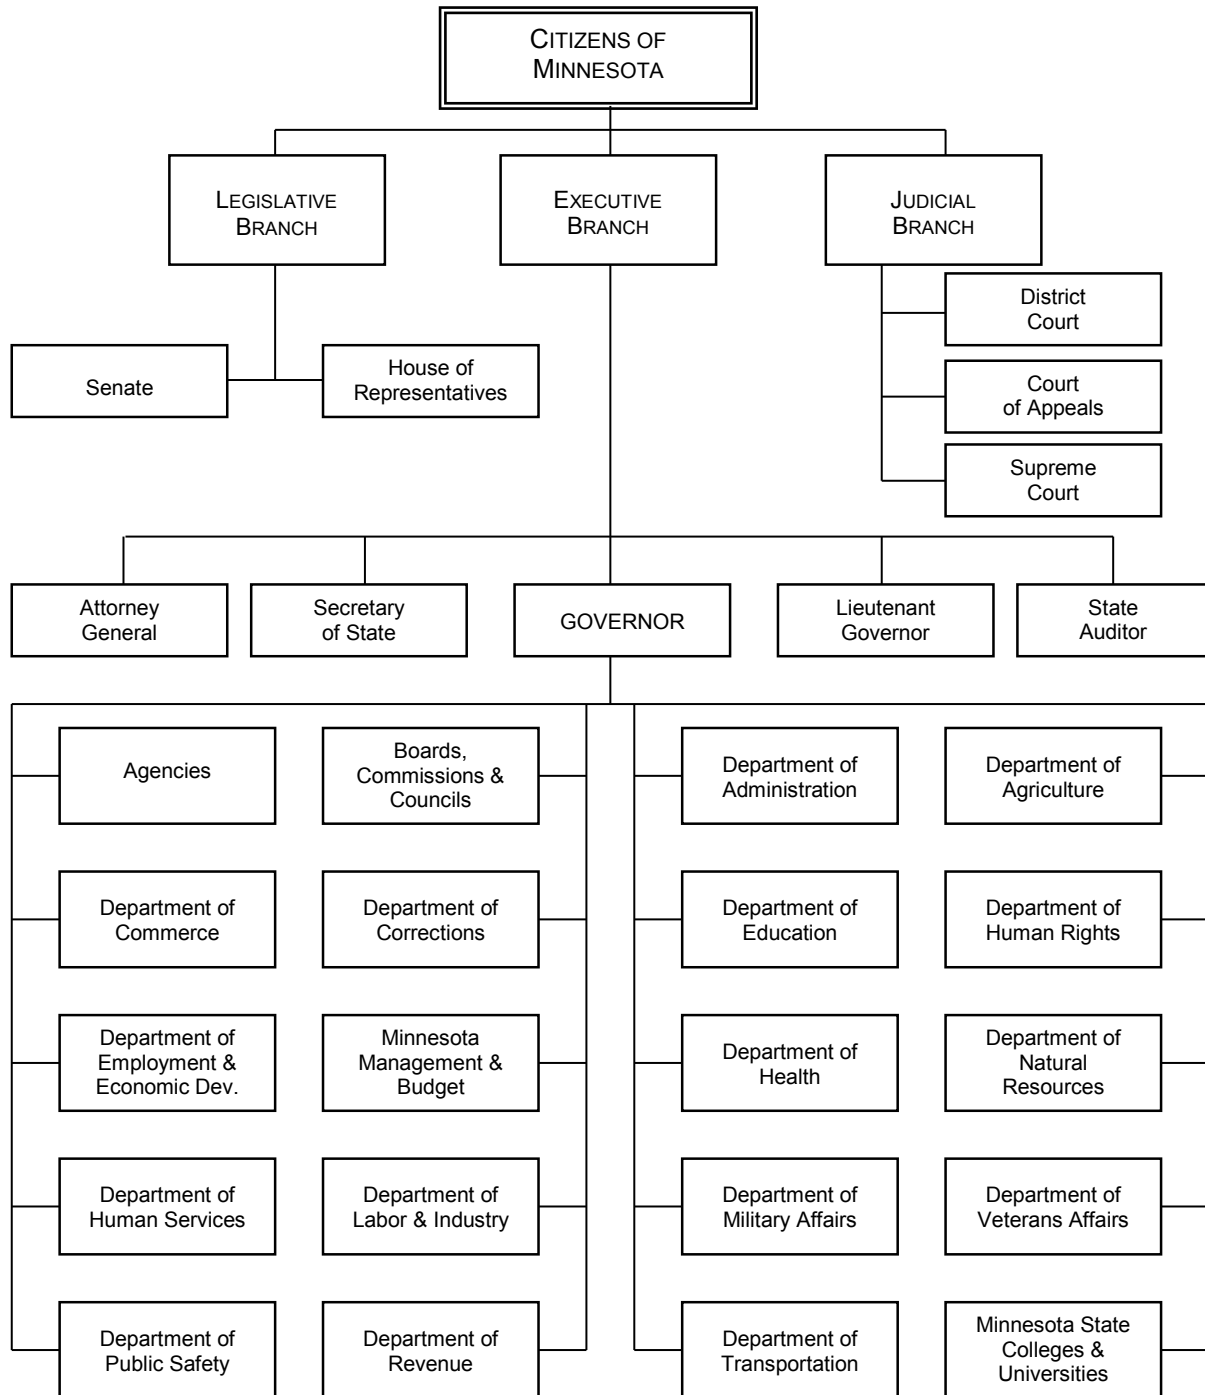 CITIZENS OF
MINNESOTA
LEGISLATIVE
BRANCH
EXECUTIVE
BRANCH
JUDICIAL
BRANCH
District
Court
Senate
House of
Representatives
Court
of Appeals
Supreme
Court
Attorney
General
Secretary
of State
GOVERNOR
Lieutenant
Governor
State
Auditor
Agencies
Boards,
Commissions &
Councils
Department of
Administration
Department of
Agriculture
Department of
Commerce
Department of
Corrections
Department of
Education
Department of
Human Rights
Department of
Employment &
Economic Dev.
Minnesota
Management &
Budget
Department of
Health
Department of
Natural
Resources
Department of
Human Services
Department of
Labor & Industry
Department of
Military Affairs
Department of
Veterans Affairs
Department of
Public Safety
Department of
Revenue
Department of
Transportation
Minnesota State
Colleges &
Universities